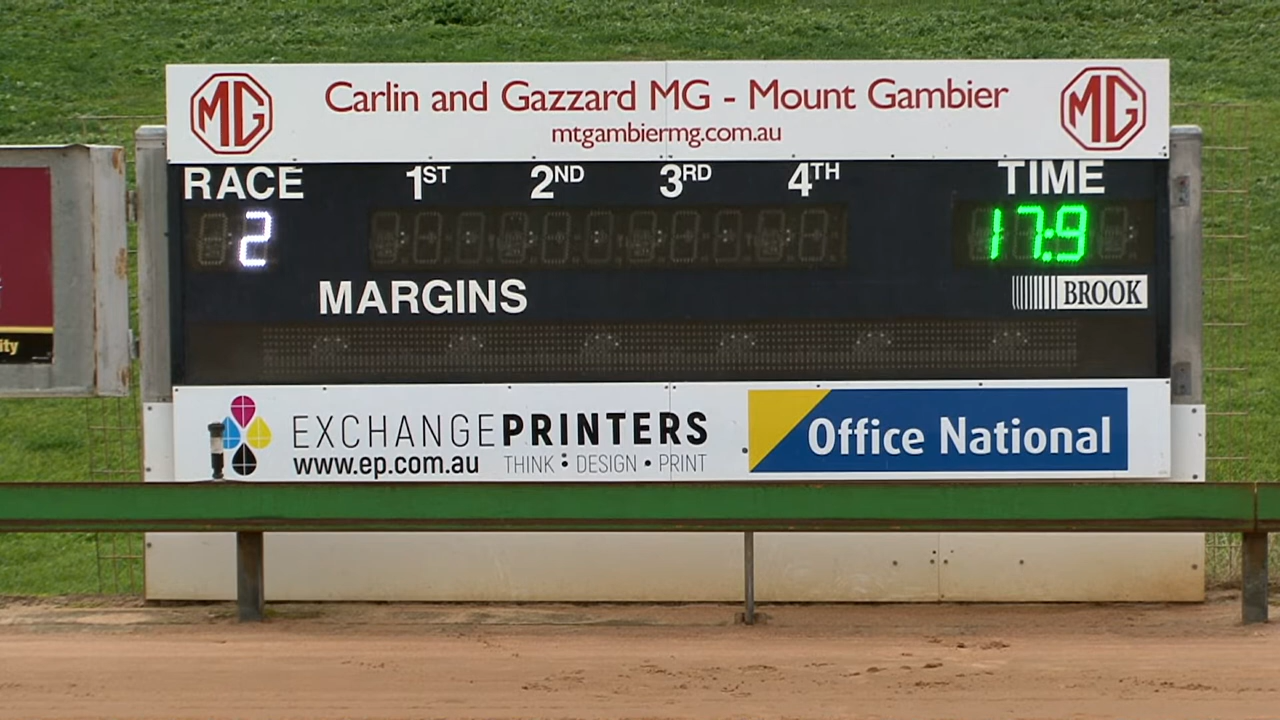 MG
Carlin and Gazzard MG - Mount Gambier
MG
mtgambiermg.com.au
RACE 1ST 2ND 3RD 4TH TIME
2 17:9
MARGINS
BROOK
EXCHANGEPRINTERS
www.ep.com.au THINK : DESIGN • PRINT
Office National
ity